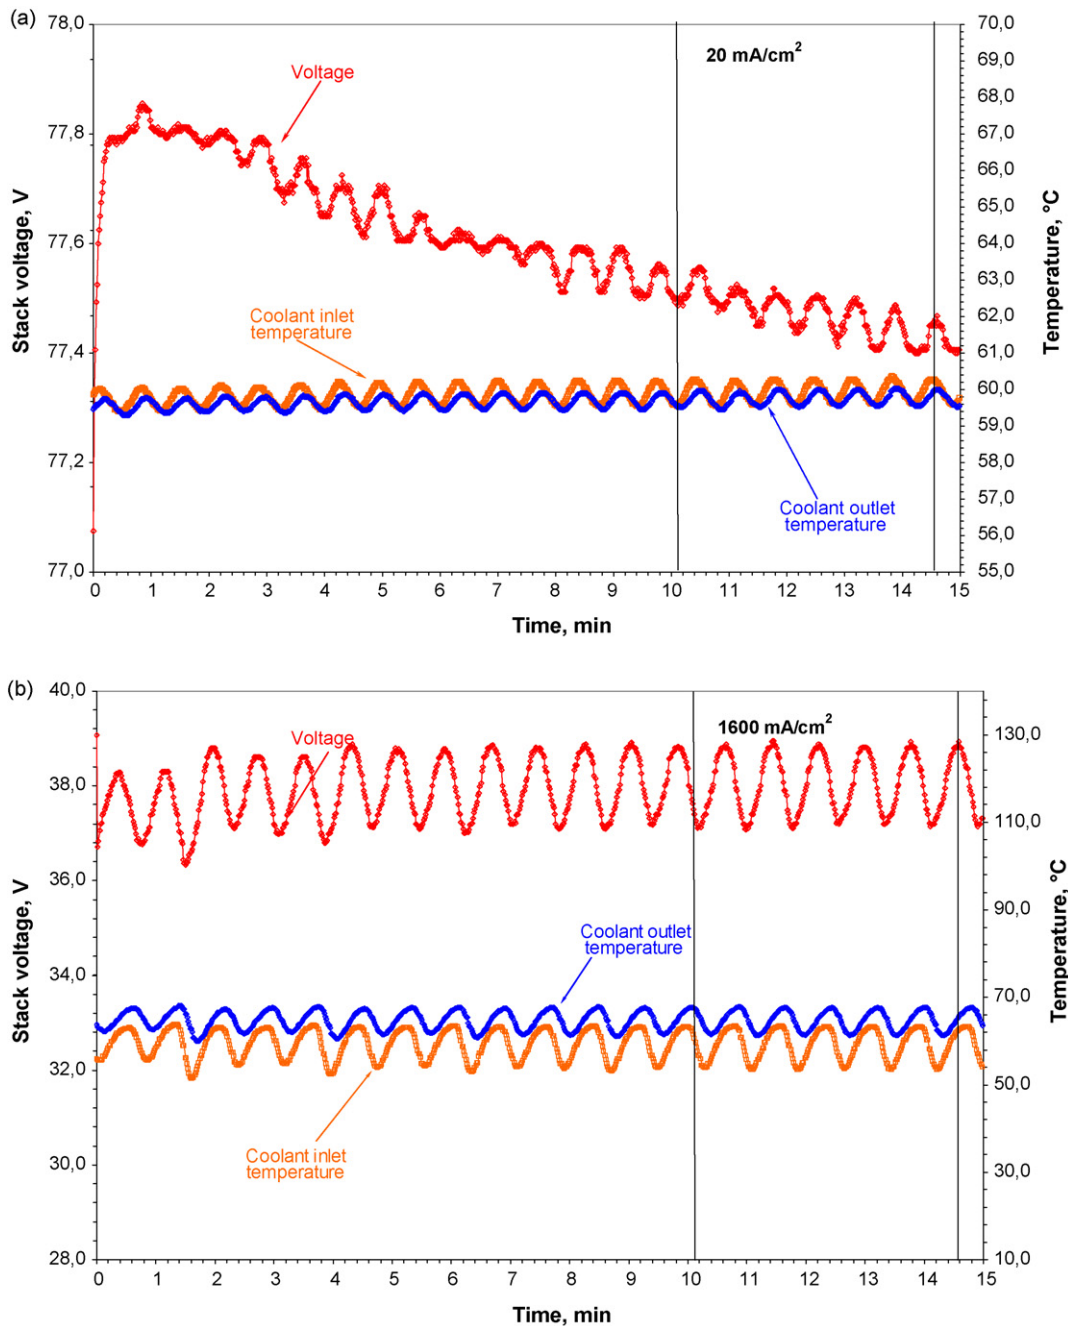 (a)
78,0
77,8
77,6
77,4
77,2
77,0
Stack voltage, V
70,0
69,0
68,0
67,0
66,0
65,0
64,0
63,0
62,0
61,0
60,0
59,0
58,0
57,0
56,0
55,0
Temperature, °C
20 mA/cm²
Voltage
Coolant inlet
temperature
Coolant outlet
temperature
0 1 2 3 4 5 6 7 8 9 10 11 12 13 14 15
Time, min
(b)
40,0
38,0
36,0
34,0
32,0
30,0
28,0
Stack voltage, V
130,0
110,0
90,0
70,0
50,0
30,0
10,0
Temperature, °C
1600 mA/cm²
Voltage
Coolant outlet
temperature
Coolant inlet
temperature
0 1 2 3 4 5 6 7 8 9 10 11 12 13 14 15
Time, min